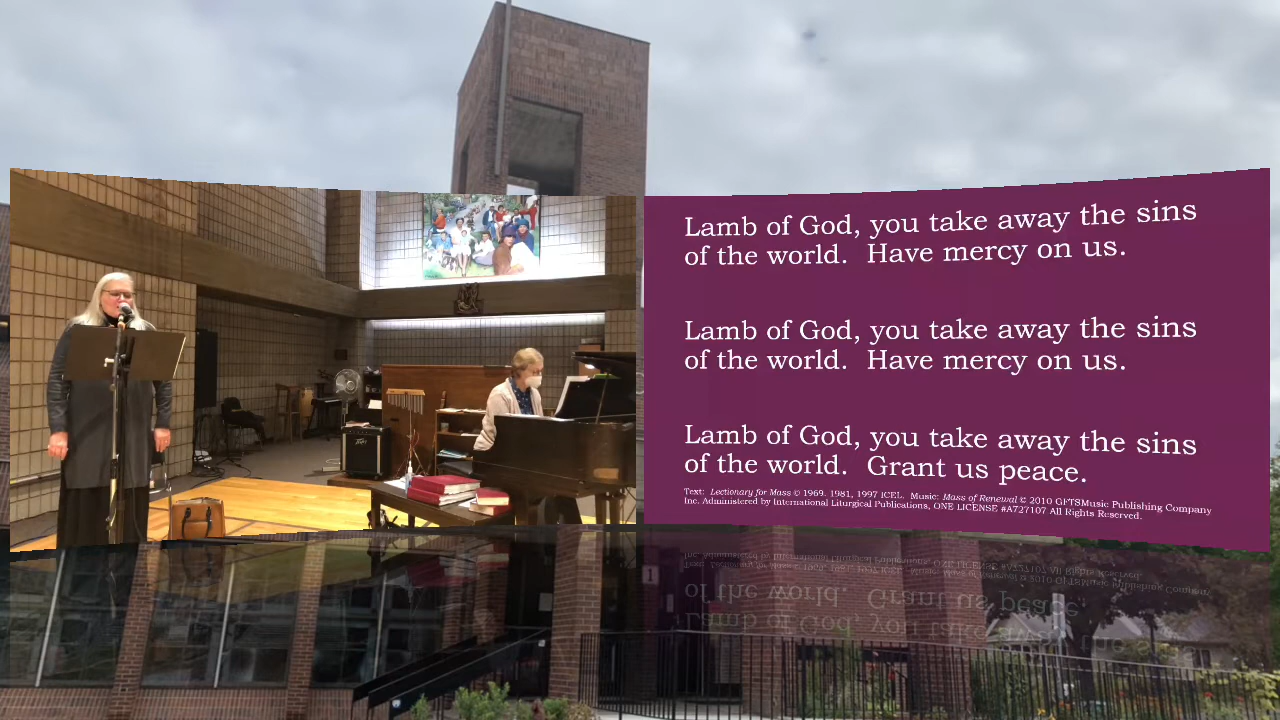 Lamb of God, you take away the sins
of the world. Have mercy on us.
Lamb of God, you take away the sins
of the world. Have mercy on us.
Lamb of God, you take away the sins
of the world. Grant us peace.
Text: Lectionary for Mass © 1969, 1981, 1997 ICEL. Music: Mass of Renewal © 2010 GFTSMusic Publishing Company
Inc. Administered by International Liturgical Publications, ONE LICENSE #A727107 All Rights Reserved.
PEAVEY
1